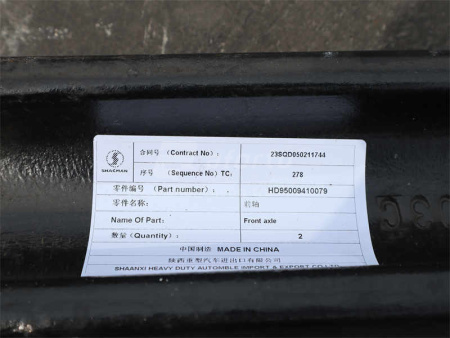 SHACMAN
合同号 (Contract No): 23SQD050211744
序号 (Sequence No) TC: 278
零件编号 (Part number): HD95009410079
零件名称: 前轴
Name Of Part: Front axle
数量 (Quantity): 2
中国制造 MADE IN CHINA
陕西重型汽车进出口有限公司
SHAANXI HEAVY DUTY AUTOMBLE IMPORT & EXPORT CO LTD